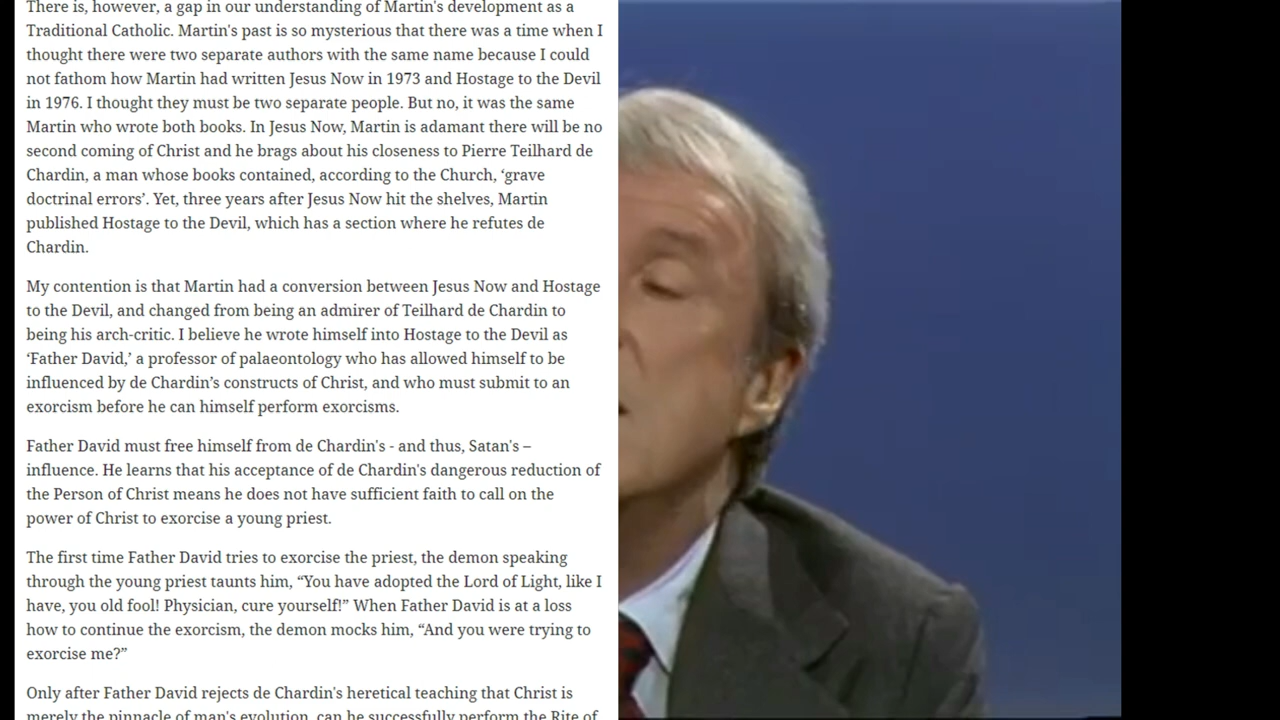 There is, however, a gap in our understanding of Martin's development as a
Traditional Catholic. Martin's past is so mysterious that there was a time when I
thought there were two separate authors with the same name because I could
not fathom how Martin had written Jesus Now in 1973 and Hostage to the Devil
in 1976. I thought they must be two separate people. But no, it was the same
Martin who wrote both books. In Jesus Now, Martin is adamant there will be no
second coming of Christ and he brags about his closeness to Pierre Teilhard de
Chardin, a man whose books contained, according to the Church, ‘grave
doctrinal errors’. Yet, three years after Jesus Now hit the shelves, Martin
published Hostage to the Devil, which has a section where he refutes de
Chardin.
My contention is that Martin had a conversion between Jesus Now and Hostage
to the Devil, and changed from being an admirer of Teilhard de Chardin to
being his arch-critic. I believe he wrote himself into Hostage to the Devil as
‘Father David,’ a professor of palaeontology who has allowed himself to be
influenced by de Chardin’s constructs of Christ, and who must submit to an
exorcism before he can himself perform exorcisms.
Father David must free himself from de Chardin's - and thus, Satan's –
influence. He learns that his acceptance of de Chardin's dangerous reduction of
the Person of Christ means he does not have sufficient faith to call on the
power of Christ to exorcise a young priest.
The first time Father David tries to exorcise the priest, the demon speaking
through the young priest taunts him, “You have adopted the Lord of Light, like I
have, you old fool! Physician, cure yourself!” When Father David is at a loss
how to continue the exorcism, the demon mocks him, “And you were trying to
exorcise me?”
Only after Father David rejects de Chardin's heretical teaching that Christ is
merely the pinnacle of man's evolution, can he successfully perform the Rite of